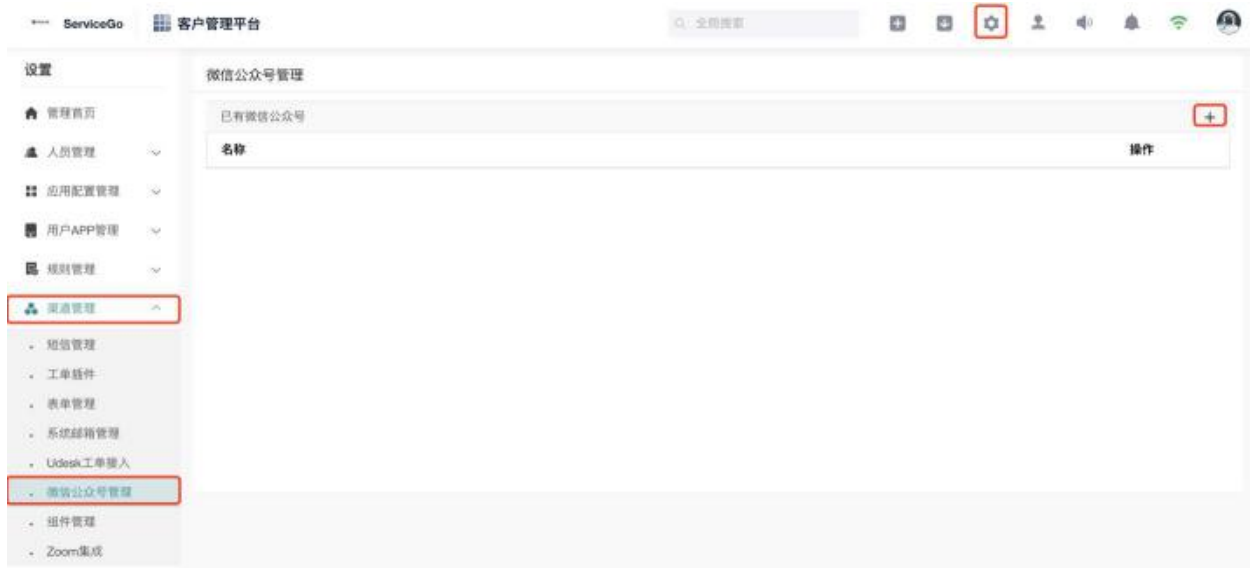 ServiceGo
客户管理平台
全局搜索
设置
管理首页
人员管理
应用配置管理
用户APP管理
规则管理
渠道管理
短信管理
工单插件
表单管理
系统邮箱管理
Udesk工单接入
微信公众号管理
组件管理
Zoom集成
微信公众号管理
已有微信公众号
名称
操作